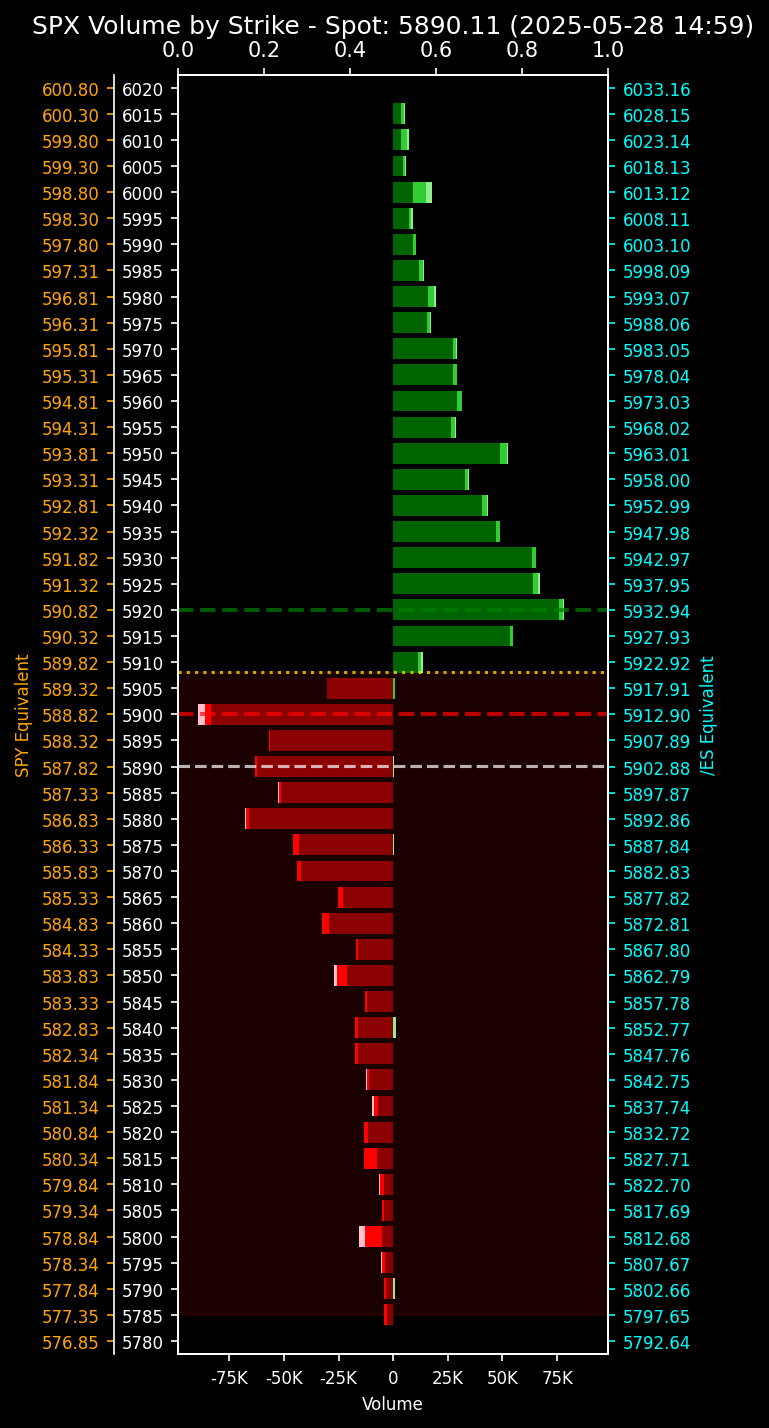 SPX Volume by Strike - Spot: 5890.11 (2025-05-28 14:59)
0.0 0.2 0.4 0.6 0.8 1.0
600.80 6020 6033.16
600.30 6015 6028.15
599.80 6010 6023.14
599.30 6005 6018.13
598.80 6000 6013.12
598.30 5995 6008.11
597.80 5990 6003.10
597.31 5985 5998.09
596.81 5980 5993.07
596.31 5975 5988.06
595.81 5970 5983.05
595.31 5965 5978.04
594.81 5960 5973.03
594.31 5955 5968.02
593.81 5950 5963.01
593.31 5945 5958.00
592.81 5940 5952.99
592.32 5935 5947.98
591.82 5930 5942.97
591.32 5925 5937.95
590.82 5920 5932.94
590.32 5915 5927.93
589.82 5910 5922.92
589.32 5905 5917.91
588.82 5900 5912.90
588.32 5895 5907.89
587.82 5890 5902.88
587.33 5885 5897.87
586.83 5880 5892.86
586.33 5875 5887.84
585.83 5870 5882.83
585.33 5865 5877.82
584.83 5860 5872.81
584.33 5855 5867.80
583.83 5850 5862.79
583.33 5845 5857.78
582.83 5840 5852.77
582.34 5835 5847.76
581.84 5830 5842.75
581.34 5825 5837.74
580.84 5820 5832.72
580.34 5815 5827.71
579.84 5810 5822.70
579.34 5805 5817.69
578.84 5800 5812.68
578.34 5795 5807.67
577.84 5790 5802.66
577.35 5785 5797.65
576.85 5780 5792.64
SPY Equivalent
/ES Equivalent
-75K -50K -25K 0 25K 50K 75K
Volume